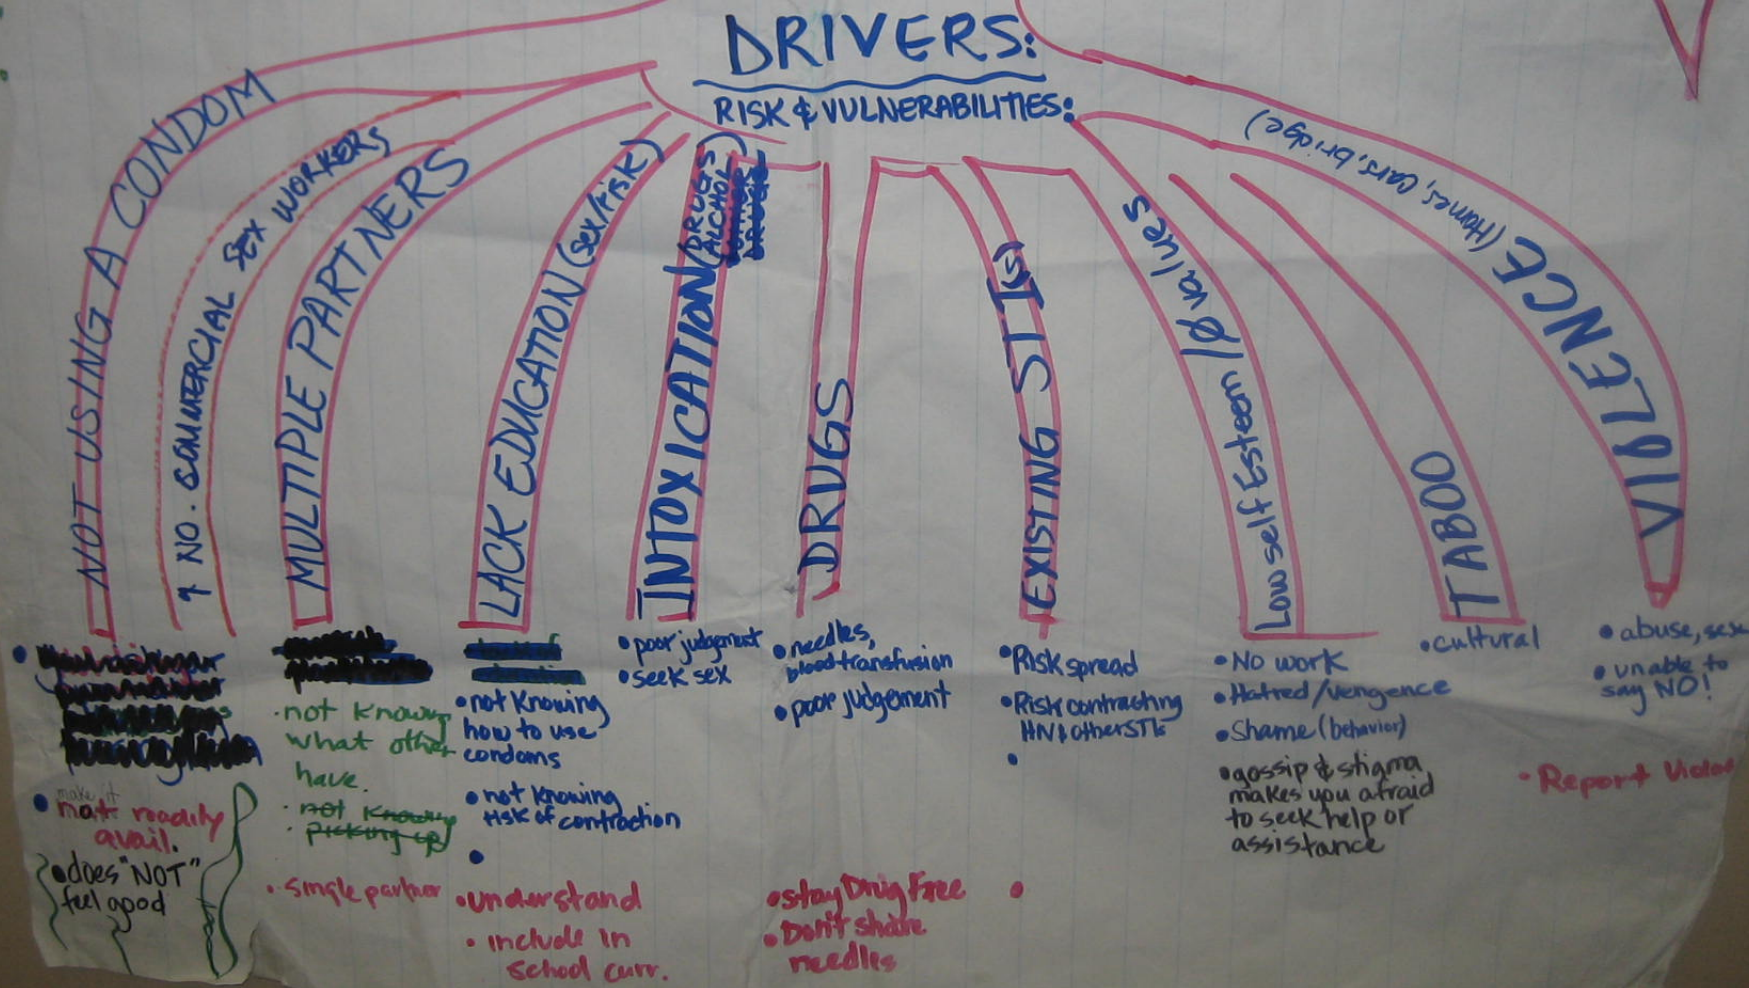 DRIVERS:
RISK & VULNERABILITIES:
NOT USING A CONDOM
make it
not readily
avail.
does "NOT"
feel good
↑ NO. COMMERCIAL SEX WORKERS
MULTIPLE PARTNERS
not knowing
what other
have.
not knowing
picking up
single partner
LACK EDUCATION (sex/risk)
not knowing
how to use
condoms
not knowing
risk of contraction
understand
include in
school curr.
INTOXICATION (DRUGS
ALCHOL)
poor judgement
seek sex
DRUGS
needles,
blood transfusion
poor judgement
stay Drug Free
Don't share
needles
EXISTING STI(s)
Risk spread
Risk contracting
HIV & other STIs
Low self Esteem / Ø values
No work
Hatred/vengence
Shame (behavior)
gossip & stigma
makes you afraid
to seek help or
assistance
TABOO
cultural
VIOLENCE (Homes, cars, bridge)
abuse,
unable to
say NO!
Report